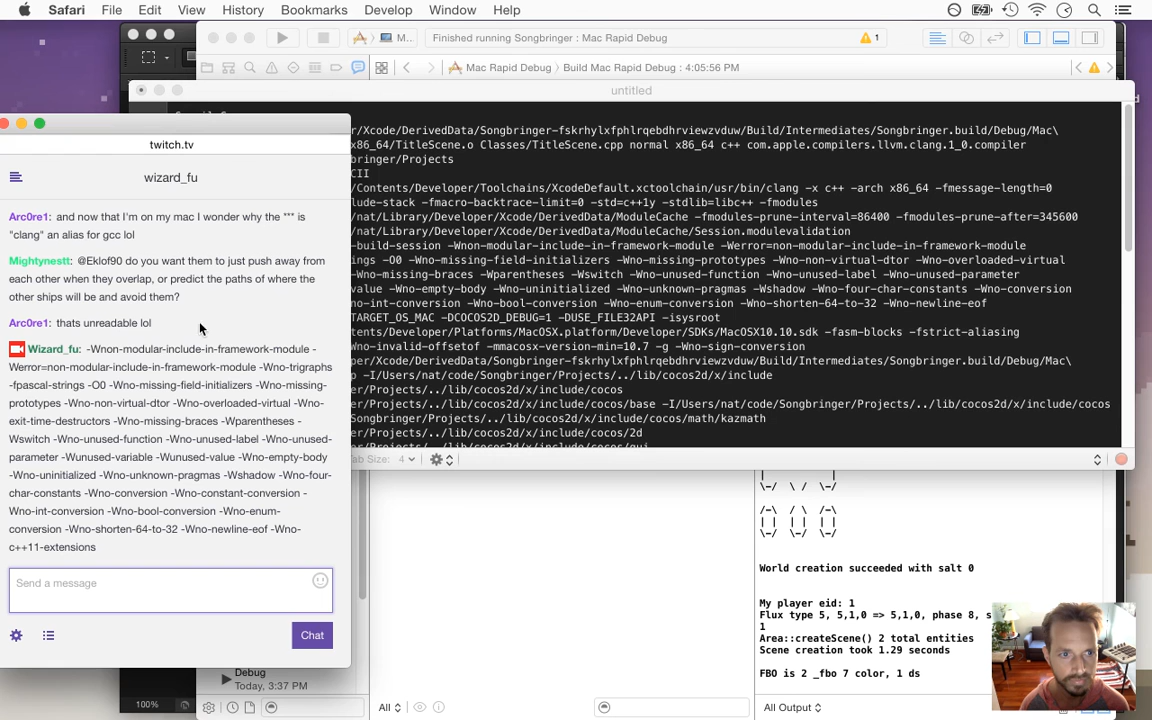 Safari File Edit View History Bookmarks Develop Window Help
M... Finished running Songbringer : Mac Rapid Debug 1
Mac Rapid Debug Build Mac Rapid Debug : 4:05:56 PM
untitled
r/Xcode/DerivedData/Songbringer-fskrhylxfphlrqebdhrviewzvduw/Build/Intermediates/Songbringer.build/Debug/Mac\
x86_64/TitleScene.o Classes/TitleScene.cpp normal x86_64 c++ com.apple.compilers.llvm.clang.1_0.compiler
bringer/Projects
CII
/Contents/Developer/Toolchains/XcodeDefault.xctoolchain/usr/bin/clang -x c++ -arch x86_64 -fmessage-length=0
lude-stack -fmacro-backtrace-limit=0 -std=c++1y -stdlib=libc++ -fmodules
/nat/Library/Developer/Xcode/DerivedData/ModuleCache -fmodules-prune-interval=86400 -fmodules-prune-after=345600
/nat/Library/Developer/Xcode/DerivedData/ModuleCache/Session.modulevalidation
-build-session -Wnon-modular-include-in-framework-module -Werror=non-modular-include-in-framework-module
ings -O0 -Wno-missing-field-initializers -Wno-missing-prototypes -Wno-non-virtual-dtor -Wno-overloaded-virtual
-Wno-missing-braces -Wparentheses -Wswitch -Wno-unused-function -Wno-unused-label -Wno-unused-parameter
value -Wno-empty-body -Wno-uninitialized -Wno-unknown-pragmas -Wshadow -Wno-four-char-constants -Wno-conversion
no-int-conversion -Wno-bool-conversion -Wno-enum-conversion -Wno-shorten-64-to-32 -Wno-newline-eof
TARGET_OS_MAC -DCOCOS2D_DEBUG=1 -DUSE_FILE32API -isysroot
tents/Developer/Platforms/MacOSX.platform/Developer/SDKs/MacOSX10.10.sdk -fasm-blocks -fstrict-aliasing
Wno-invalid-offsetof -mmacosx-version-min=10.7 -g -Wno-sign-conversion
per/Xcode/DerivedData/Songbringer-fskrhylxfphlrqebdhrviewzvduw/Build/Intermediates/Songbringer.build/Debug/Mac\
p -I/Users/nat/code/Songbringer/Projects/../lib/cocos2d/x/include
er/Projects/../lib/cocos2d/x/include/cocos
er/Projects/../lib/cocos2d/x/include/cocos/base -I/Users/nat/code/Songbringer/Projects/../lib/cocos2d/x/include/cocos
Songbringer/Projects/../lib/cocos2d/x/include/cocos/math/kazmath
er/Projects/../lib/cocos2d/x/include/cocos/2d
Tab Size: 4
twitch.tv
wizard_fu
Arc0re1: and now that I'm on my mac I wonder why the *** is
"clang" an alias for gcc lol
Mightynestt: @Eklof90 do you want them to just push away from
each other when they overlap, or predict the paths of where the
other ships will be and avoid them?
Arc0re1: thats unreadable lol
Wizard_fu: -Wnon-modular-include-in-framework-module -
Werror=non-modular-include-in-framework-module -Wno-trigraphs
-fpascal-strings -O0 -Wno-missing-field-initializers -Wno-missing-
prototypes -Wno-non-virtual-dtor -Wno-overloaded-virtual -Wno-
exit-time-destructors -Wno-missing-braces -Wparentheses -
Wswitch -Wno-unused-function -Wno-unused-label -Wno-unused-
parameter -Wunused-variable -Wunused-value -Wno-empty-body
-Wno-uninitialized -Wno-unknown-pragmas -Wshadow -Wno-four-
char-constants -Wno-conversion -Wno-constant-conversion -
Wno-int-conversion -Wno-bool-conversion -Wno-enum-
conversion -Wno-shorten-64-to-32 -Wno-newline-eof -Wno-
c++11-extensions
Send a message
Chat
Debug
Today, 3:37 PM
100%
All
\-/ \ / \-/
/-\ / \ /-\
| | | | | |
\-/ \-/ \-/
World creation succeeded with salt 0
My player eid: 1
Flux type 5, 5,1,0 => 5,1,0, phase 8, s
1
Area::createScene() 2 total entities
Scene creation took 1.29 seconds
FBO is 2 _fbo 7 color, 1 ds
All Output